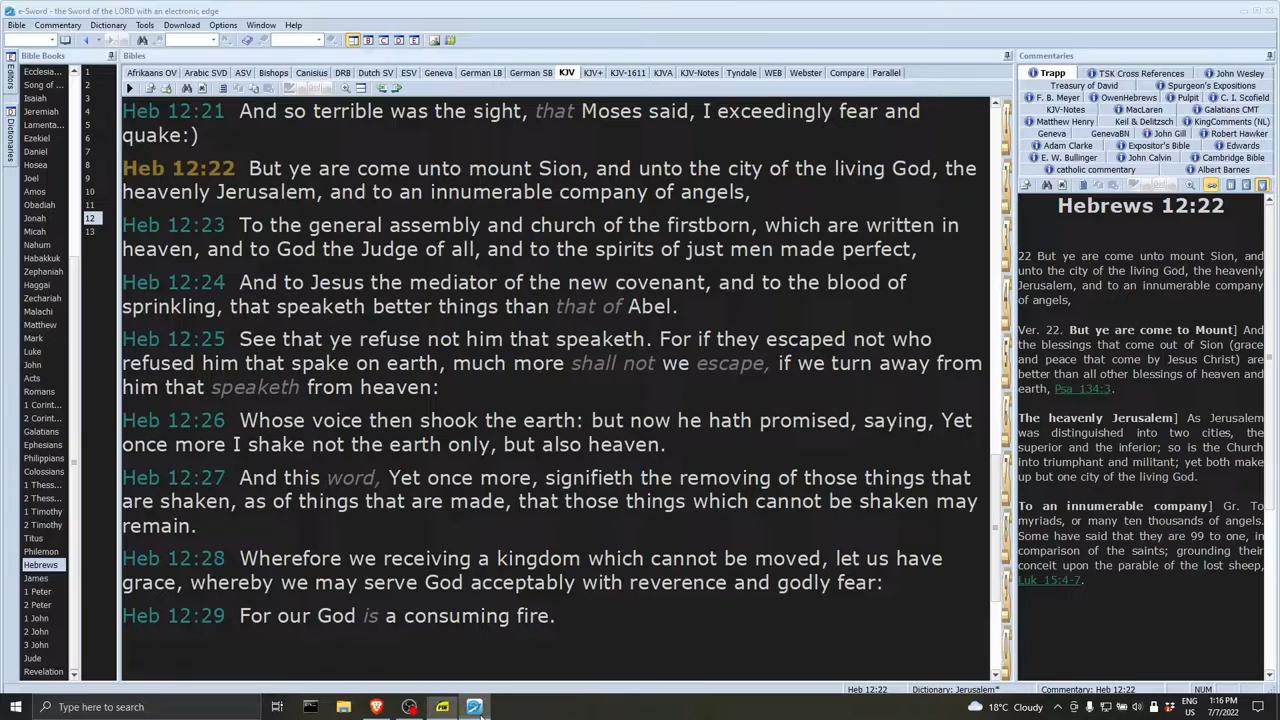 e-Sword - the Sword of the LORD with an electronic edge
Bible Commentary Dictionary Tools Download Options Window Help
B C D E
Editors
Dictionaries
Bible Books
Ecclesia...
Song of ...
Isaiah
Jeremiah
Lamenta...
Ezekiel
Daniel
Hosea
Joel
Amos
Obadiah
Jonah
Micah
Nahum
Habakkuk
Zephaniah
Haggai
Zechariah
Malachi
Matthew
Mark
Luke
John
Acts
Romans
1 Corint...
2 Corint...
Galatians
Ephesians
Philippians
Colossians
1 Thess...
2 Thess...
1 Timothy
2 Timothy
Titus
Philemon
Hebrews
James
1 Peter
2 Peter
1 John
2 John
3 John
Jude
Revelation
1
2
3
4
5
6
7
8
9
10
11
12
13
Bibles
Afrikaans OV Arabic SVD ASV Bishops Canisius DRB Dutch SV ESV Geneva German LB German SB KJV KJV+ KJV-1611 KJVA KJV-Notes Tyndale WEB Webster Compare Parallel
Heb 12:21 And so terrible was the sight, that Moses said, I exceedingly fear and
quake:)
Heb 12:22 But ye are come unto mount Sion, and unto the city of the living God, the
heavenly Jerusalem, and to an innumerable company of angels,
Heb 12:23 To the general assembly and church of the firstborn, which are written in
heaven, and to God the Judge of all, and to the spirits of just men made perfect,
Heb 12:24 And to Jesus the mediator of the new covenant, and to the blood of
sprinkling, that speaketh better things than that of Abel.
Heb 12:25 See that ye refuse not him that speaketh. For if they escaped not who
refused him that spake on earth, much more shall not we escape, if we turn away from
him that speaketh from heaven:
Heb 12:26 Whose voice then shook the earth: but now he hath promised, saying, Yet
once more I shake not the earth only, but also heaven.
Heb 12:27 And this word, Yet once more, signifieth the removing of those things that
are shaken, as of things that are made, that those things which cannot be shaken may
remain.
Heb 12:28 Wherefore we receiving a kingdom which cannot be moved, let us have
grace, whereby we may serve God acceptably with reverence and godly fear:
Heb 12:29 For our God is a consuming fire.
Commentaries
Trapp TSK Cross References John Wesley
Treasury of David Spurgeon's Expositions
F. B. Meyer OwenHebrews Pulpit C. I. Scofield
KJV-Notes MacLaren Galatians CMT
Matthew Henry Keil & Delitzsch KingComments (NL)
Geneva GenevaBN John Gill Robert Hawker
Adam Clarke Expositor's Bible Edwards
E. W. Bullinger John Calvin Cambridge Bible
catholic commentary Albert Barnes
Hebrews 12:22
22 But ye are come unto mount Sion, and
unto the city of the living God, the heavenly
Jerusalem, and to an innumerable company
of angels,
Ver. 22. But ye are come to Mount] And
the blessings that come out of Sion (grace
and peace that come by Jesus Christ) are
better than all other blessings of heaven and
earth, Psa 134:3.
The heavenly Jerusalem] As Jerusalem
was distinguished into two cities, the
superior and the inferior; so is the Church
into triumphant and militant; yet both make
up but one city of the living God.
To an innumerable company] Gr. To
myriads, or many ten thousands of angels.
Some have said that they are 99 to one, in
comparison of the saints; grounding their
conceit upon the parable of the lost sheep,
Luk 15:4-7.
Heb 12:22 Dictionary: Jerusalem* Commentary: Heb 12:22 NUM
Type here to search
18°C Cloudy
ENG
US
1:16 PM
7/7/2022